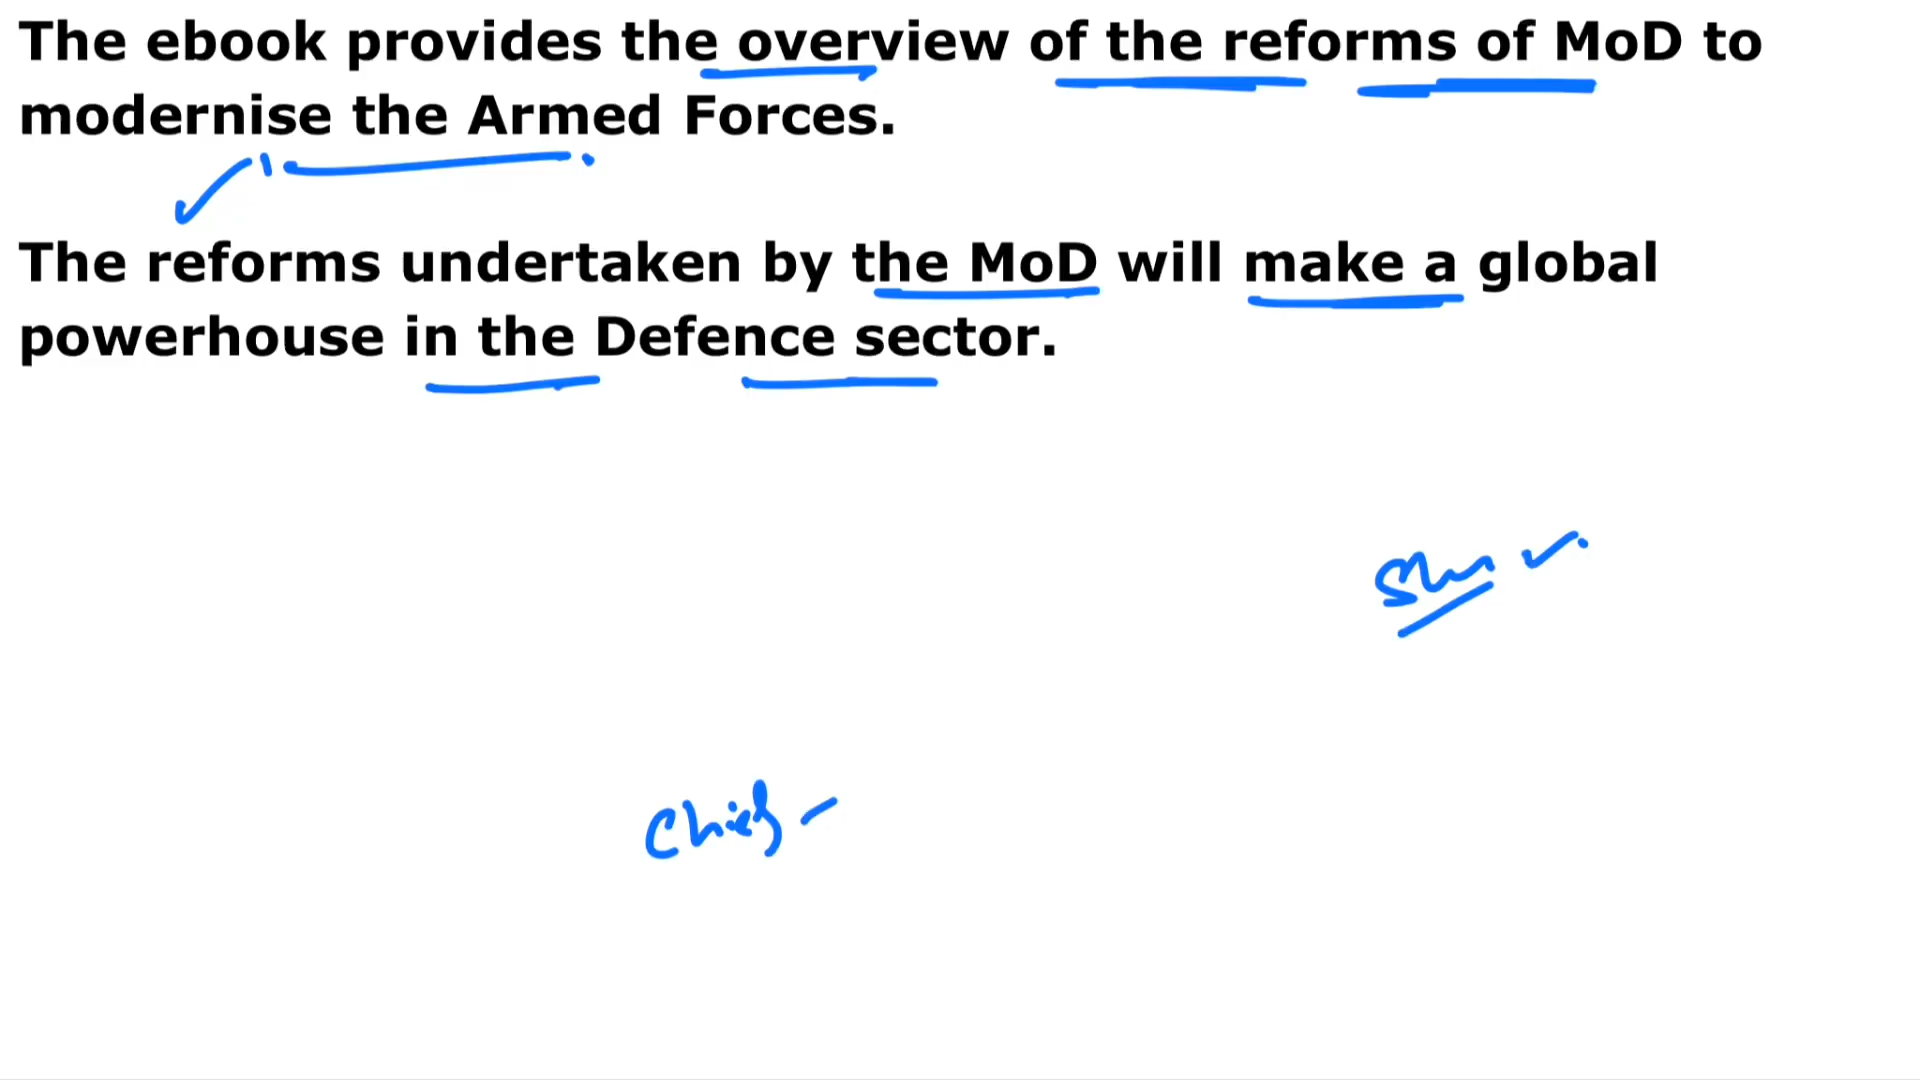 The ebook provides the overview of the reforms of MoD to
modernise the Armed Forces.
The reforms undertaken by the MoD will make a global
powerhouse in the Defence sector.
Chief -